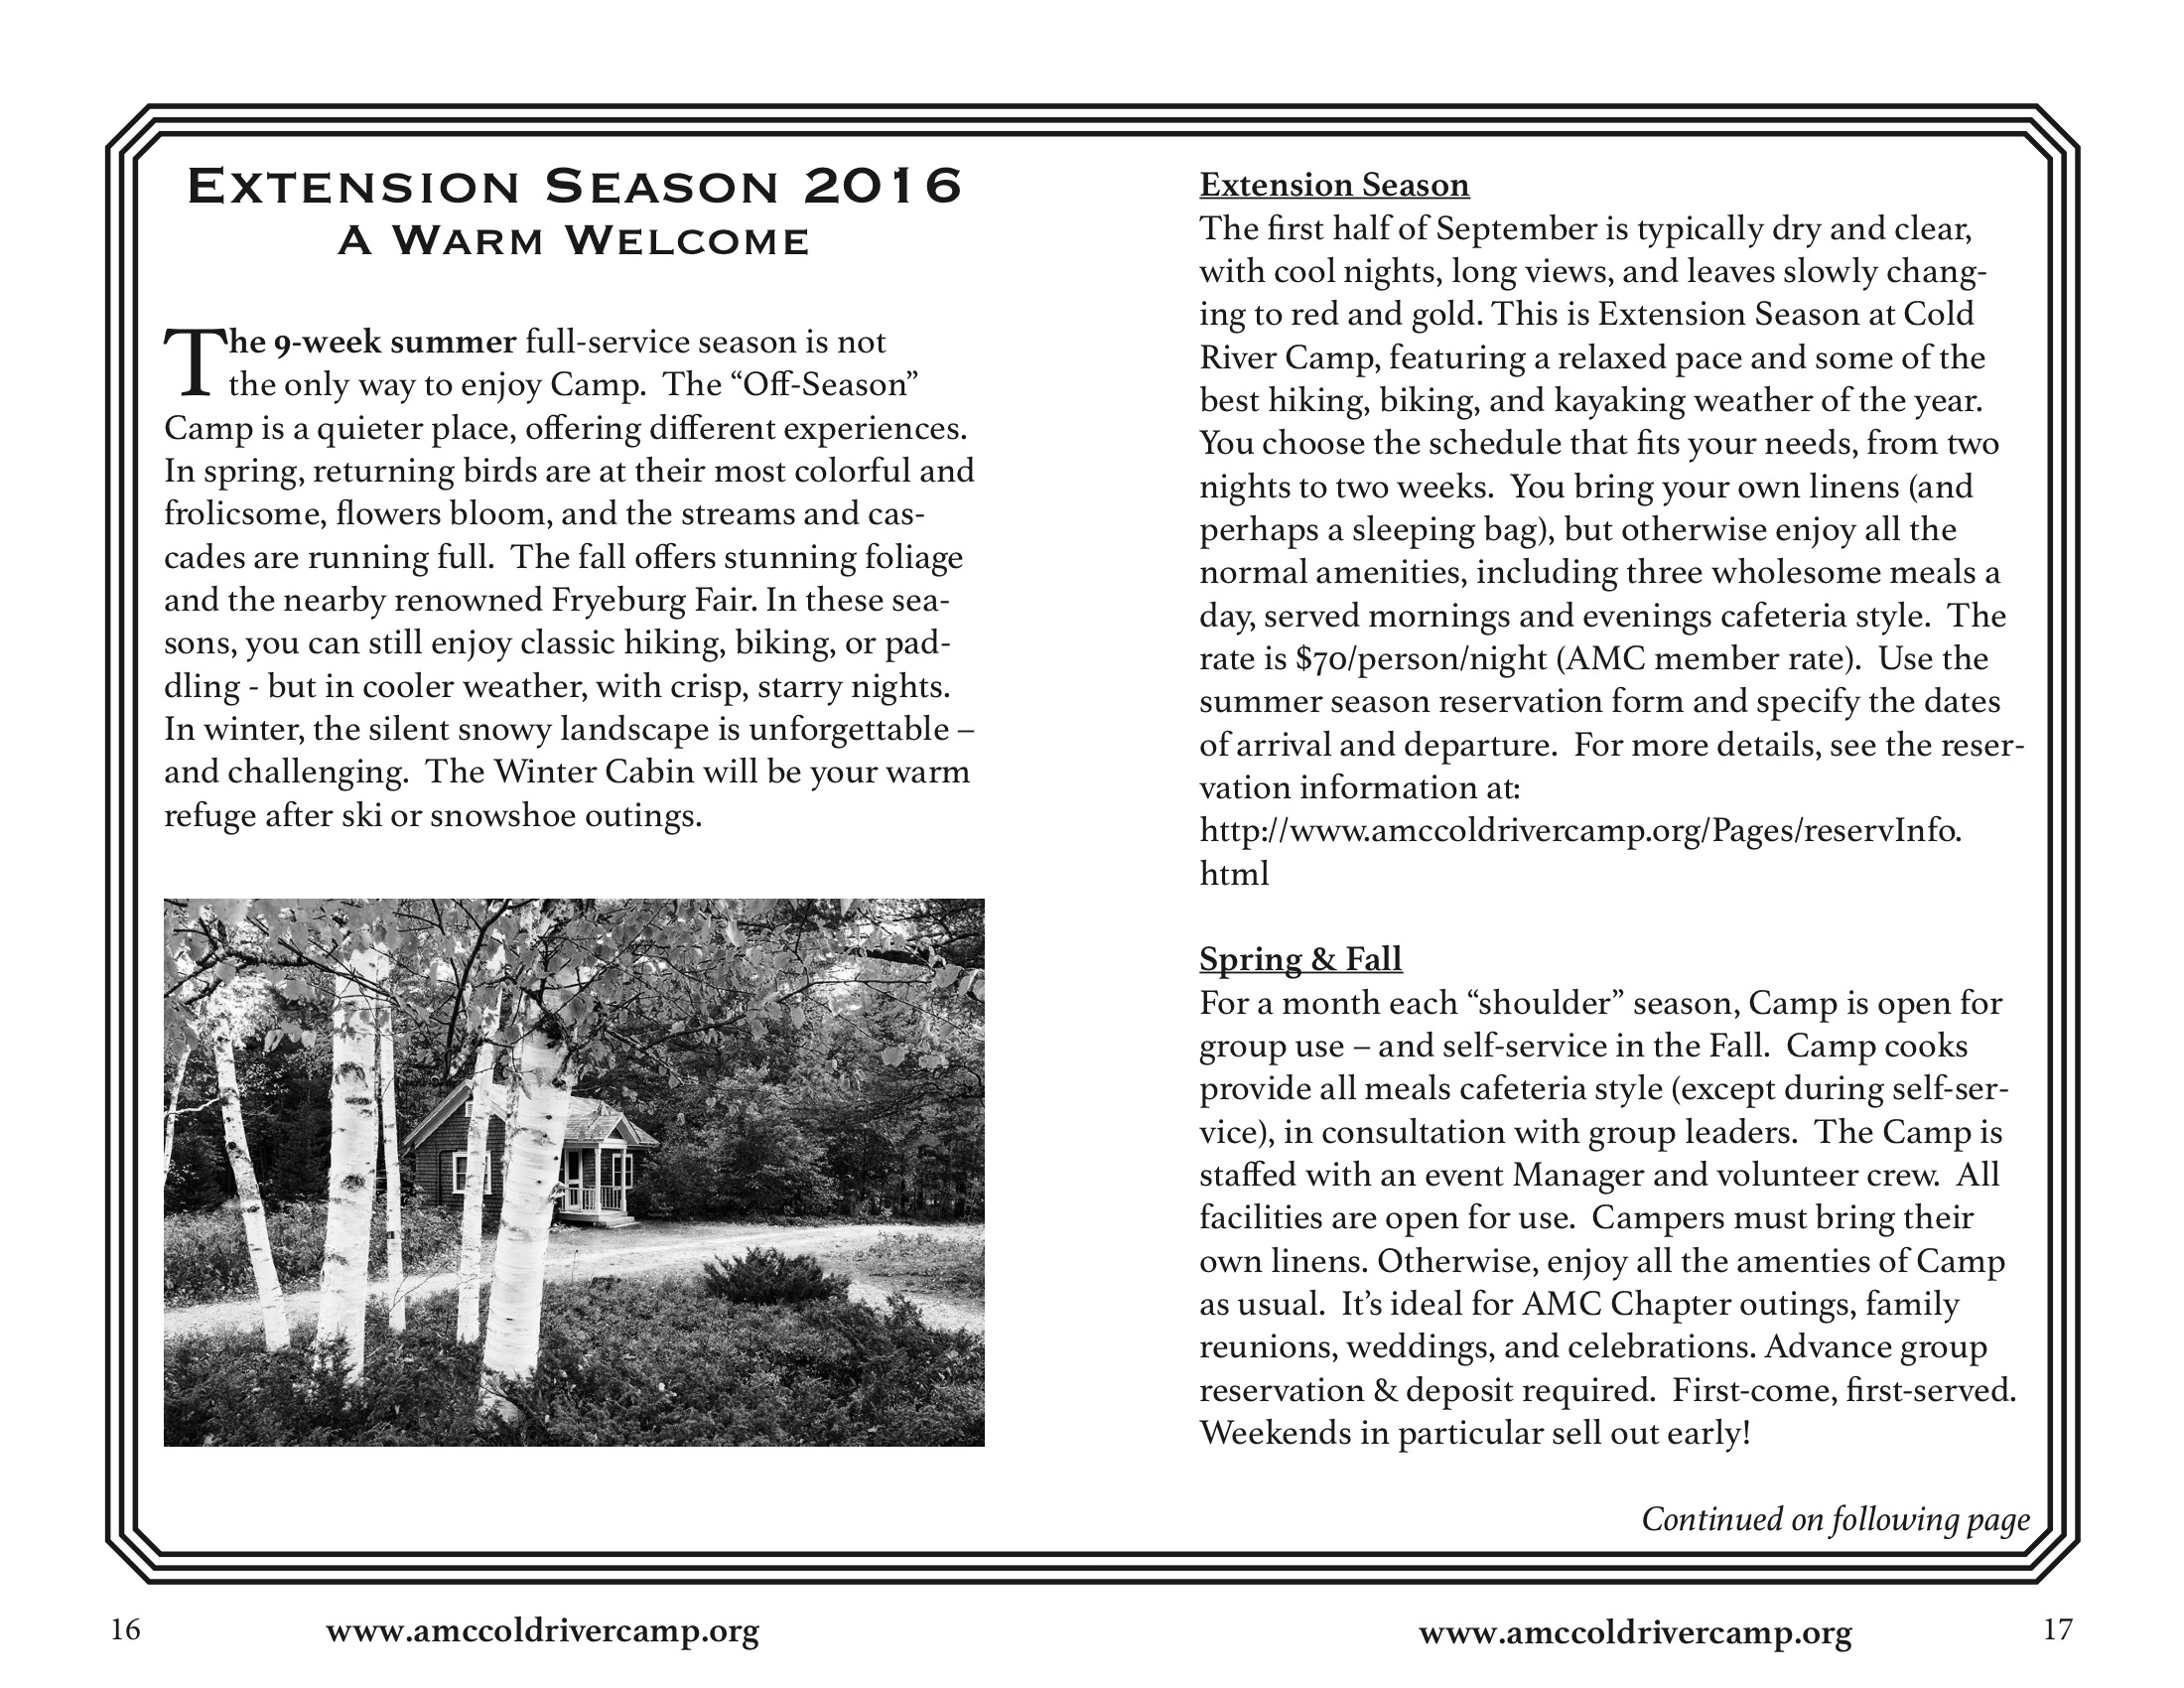 Extension Season 2016
A Warm Welcome
The 9-week summer full-service season is not
the only way to enjoy Camp.  The “Off-Season”
Camp is a quieter place, offering different experiences.
In spring, returning birds are at their most colorful and
frolicsome, flowers bloom, and the streams and cas-
cades are running full.  The fall offers stunning foliage
and the nearby renowned Fryeburg Fair. In these sea-
sons, you can still enjoy classic hiking, biking, or pad-
dling - but in cooler weather, with crisp, starry nights.
In winter, the silent snowy landscape is unforgettable –
and challenging.  The Winter Cabin will be your warm
refuge after ski or snowshoe outings.
Extension Season
The first half of September is typically dry and clear,
with cool nights, long views, and leaves slowly chang-
ing to red and gold. This is Extension Season at Cold
River Camp, featuring a relaxed pace and some of the
best hiking, biking, and kayaking weather of the year.
You choose the schedule that fits your needs, from two
nights to two weeks.  You bring your own linens (and
perhaps a sleeping bag), but otherwise enjoy all the
normal amenities, including three wholesome meals a
day, served mornings and evenings cafeteria style.  The
rate is $70/person/night (AMC member rate).  Use the
summer season reservation form and specify the dates
of arrival and departure.  For more details, see the reser-
vation information at:
http://www.amccoldrivercamp.org/Pages/reservInfo.
html
Spring & Fall
For a month each “shoulder” season, Camp is open for
group use – and self-service in the Fall.  Camp cooks
provide all meals cafeteria style (except during self-ser-
vice), in consultation with group leaders.  The Camp is
staffed with an event Manager and volunteer crew.  All
facilities are open for use.  Campers must bring their
own linens. Otherwise, enjoy all the amenties of Camp
as usual.  It’s ideal for AMC Chapter outings, family
reunions, weddings, and celebrations. Advance group
reservation & deposit required.  First-come, first-served.
Weekends in particular sell out early!
Continued on following page
16
www.amccoldrivercamp.org
www.amccoldrivercamp.org
17